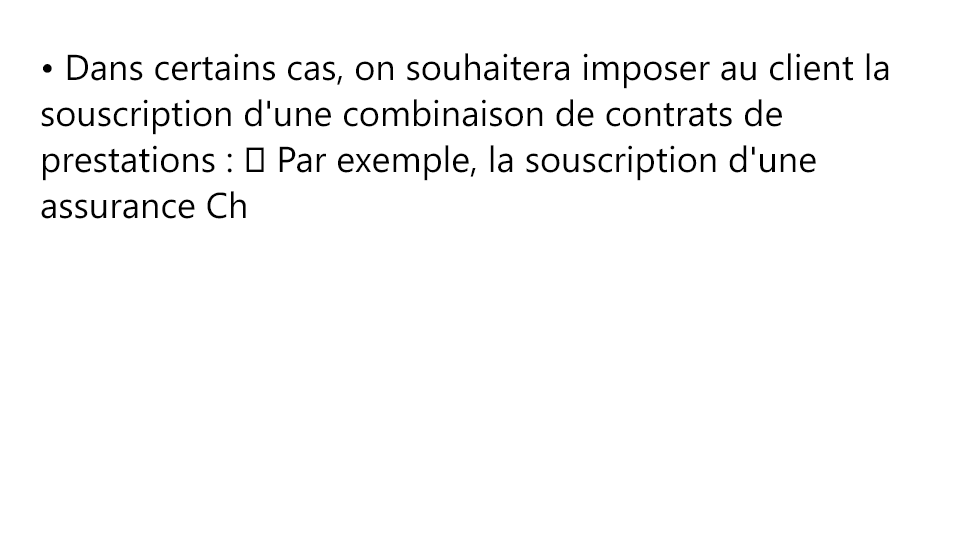 • Dans certains cas, on souhaitera imposer au client la
souscription d'une combinaison de contrats de
prestations :  Par exemple, la souscription d'une
assurance Ch